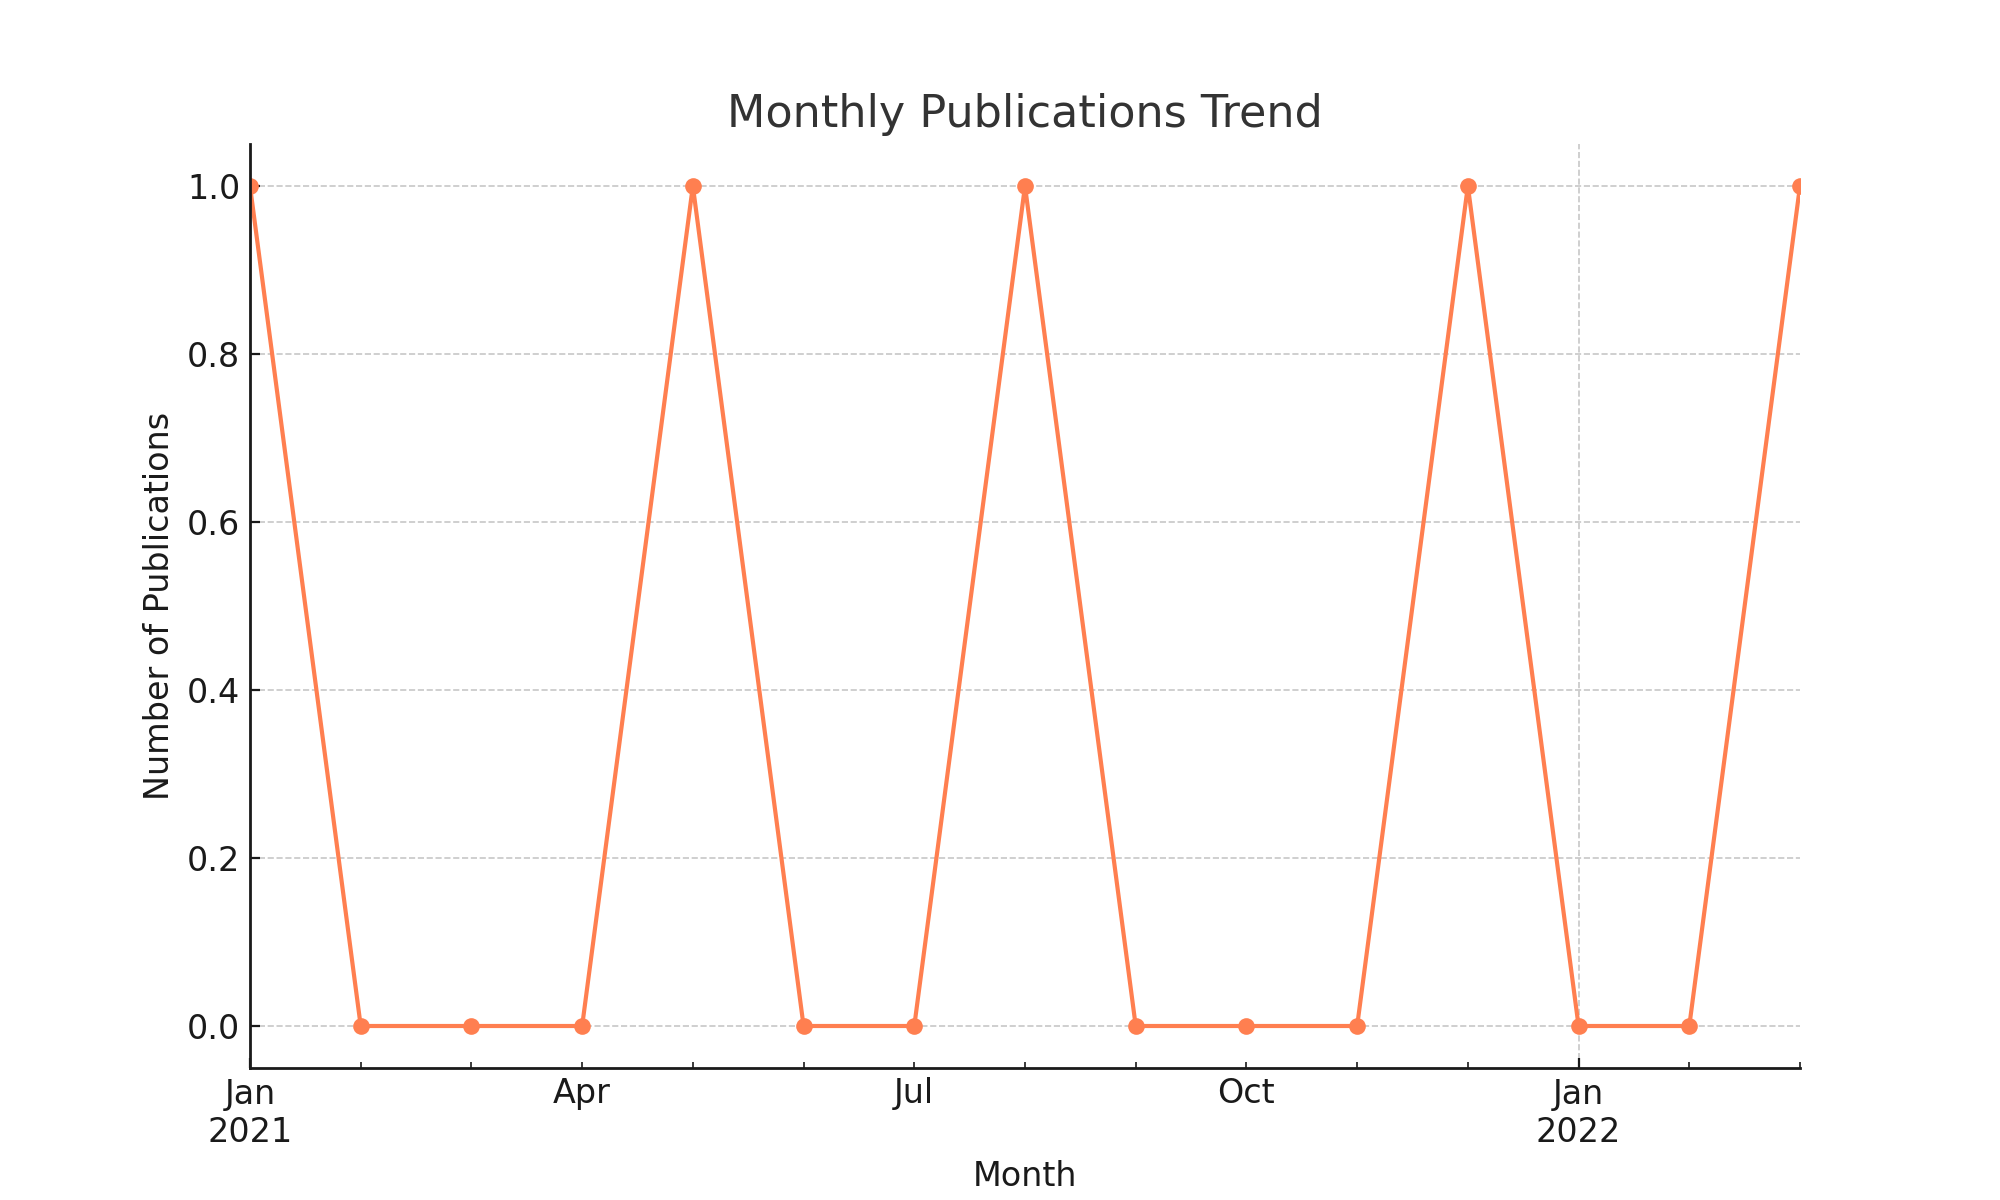 Monthly Publications Trend
Number of Publications
1.0
0.8
0.6
0.4
0.2
0.0
Jan Apr Jul Oct Jan
2021 2022
Month